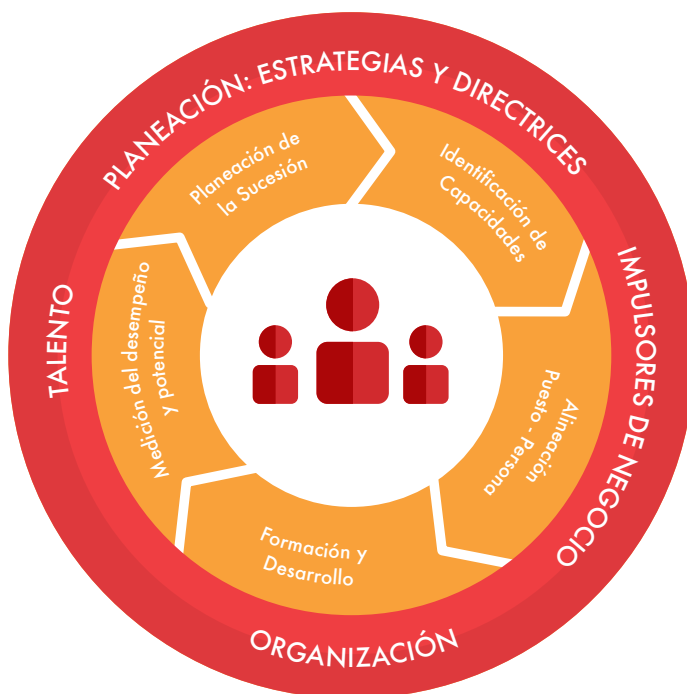 PLANEACIÓN: ESTRATEGIAS Y DIRECTRICES
IMPULSORES DE NEGOCIO
ORGANIZACIÓN
TALENTO
Planeación de
la Sucesión
Identificación de
Capacidades
Alineación
Puesto - Persona
Formación y
Desarrollo
Medición del desempeño
y potencial